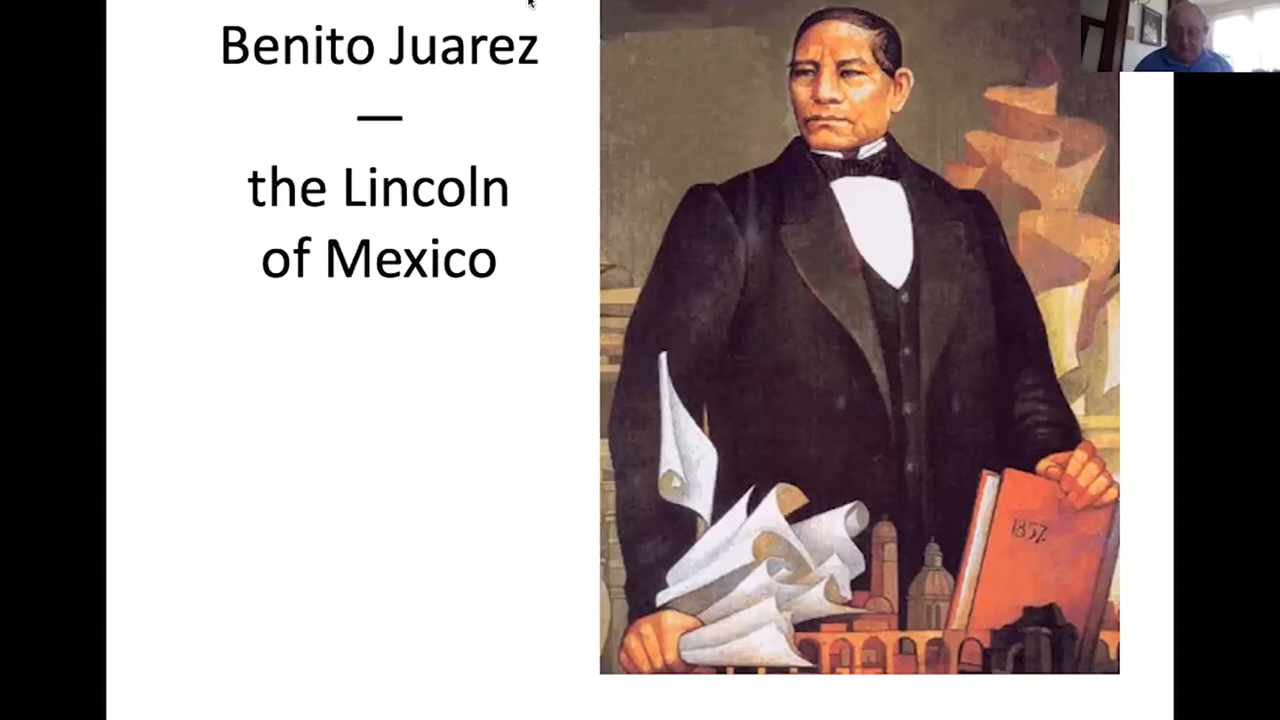 Benito Juarez
—
the Lincoln
of Mexico
1857